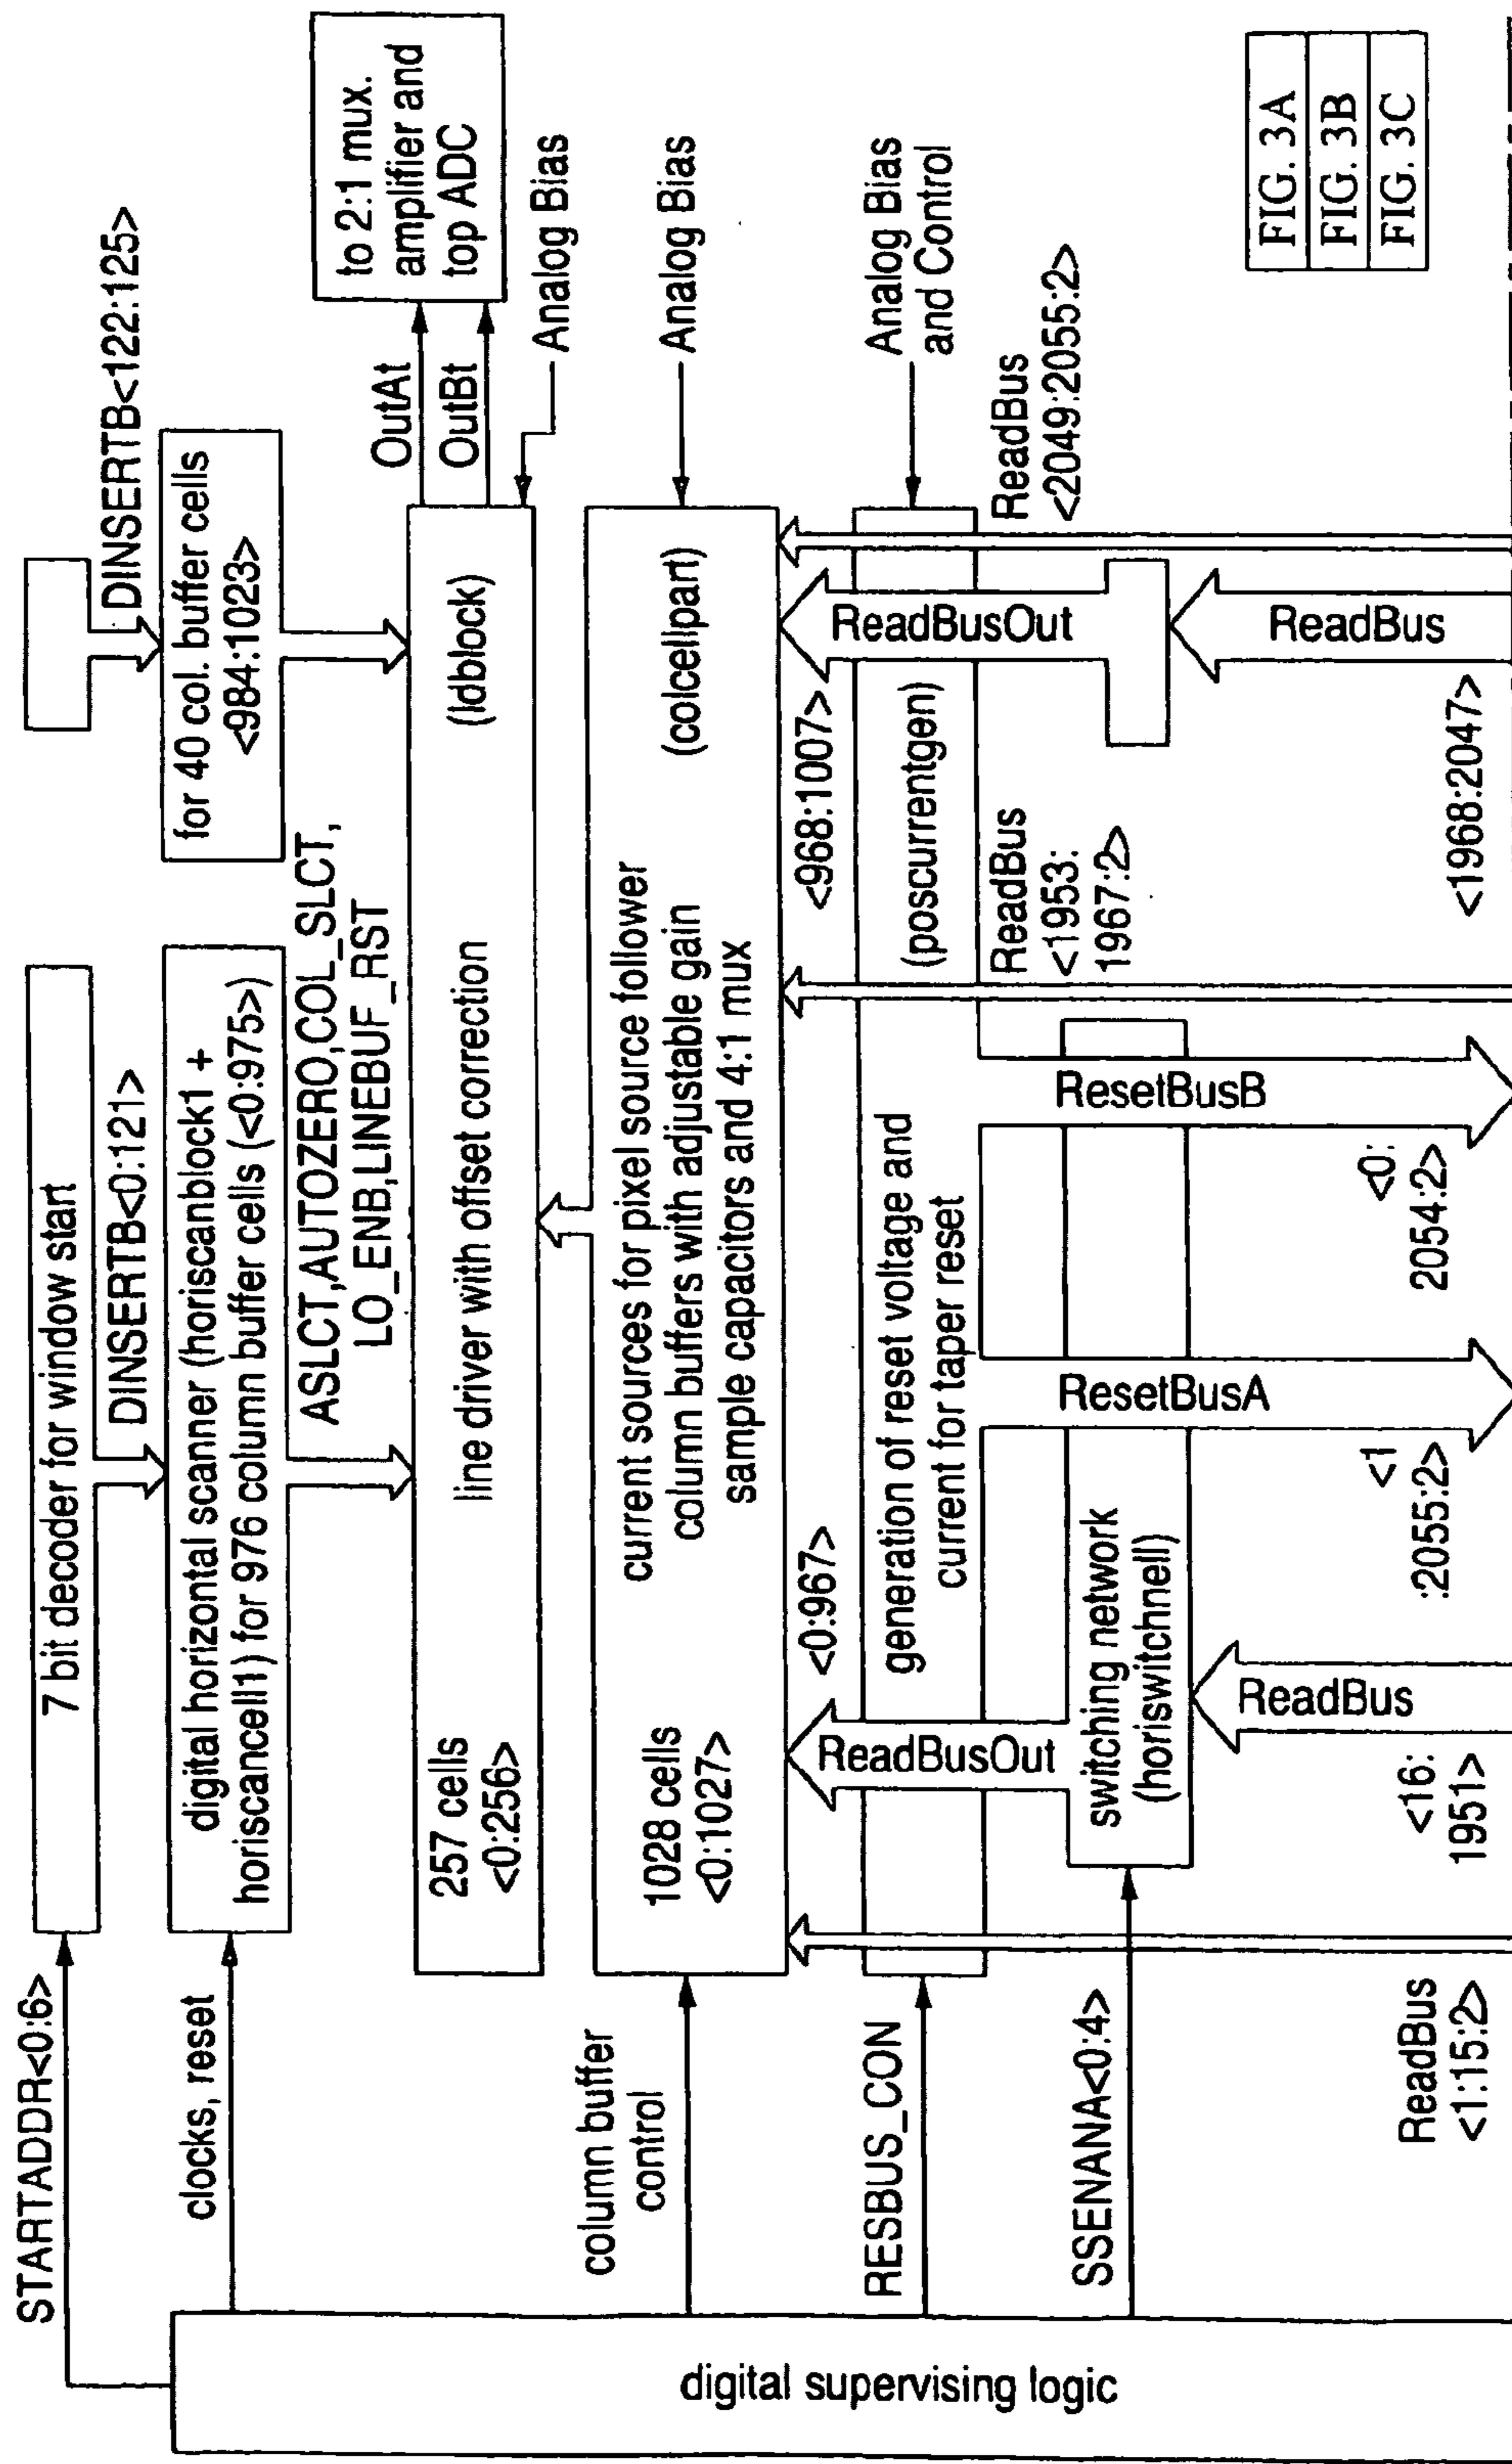 STARTADDR<0:6>
7 bit decoder for window start
DINSERTB<0:121>
DINSERTB<122:125>
clocks, reset
digital horizontal scanner (horiscanblock1 +
horiscancell1) for 976 column buffer cells (<0:975>)
for 40 col. buffer cells
<984:1023>
ASLCT,AUTOZERO,COL_SLCT,
LO_ENB,LINEBUF_RST
OutAt
OutBt
to 2:1 mux.
amplifier and
top ADC
257 cells
<0:256>
line driver with offset correction
(ldblock)
Analog Bias
column buffer
control
1028 cells
<0:1027>
current sources for pixel source follower
column buffers with adjustable gain
sample capacitors and 4:1 mux
(colcellpart)
Analog Bias
<0:967>
<968:1007>
RESBUS_CON
ReadBusOut
generation of reset voltage and
current for taper reset
(poscurrentgen)
ReadBusOut
Analog Bias
and Control
SSENANA<0:4>
switching network
(horiswitchnell)
ResetBusA
ResetBusB
ReadBus
<1953:
1967:2>
ReadBus
<2049:2055:2>
ReadBus
<1:15:2>
<16:
1951>
ReadBus
<1
:2055:2>
<0:
2054:2>
<1968:2047>
ReadBus
digital supervising logic
FIG. 3A
FIG. 3B
FIG. 3C